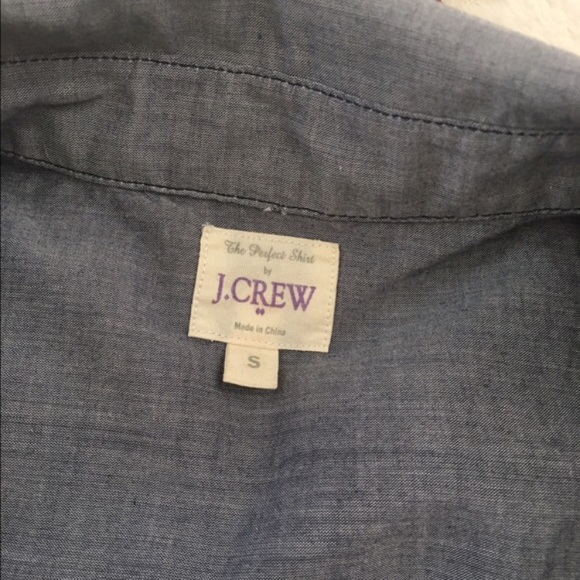 The Perfect Shirt
by
J.CREW
Made in China
S